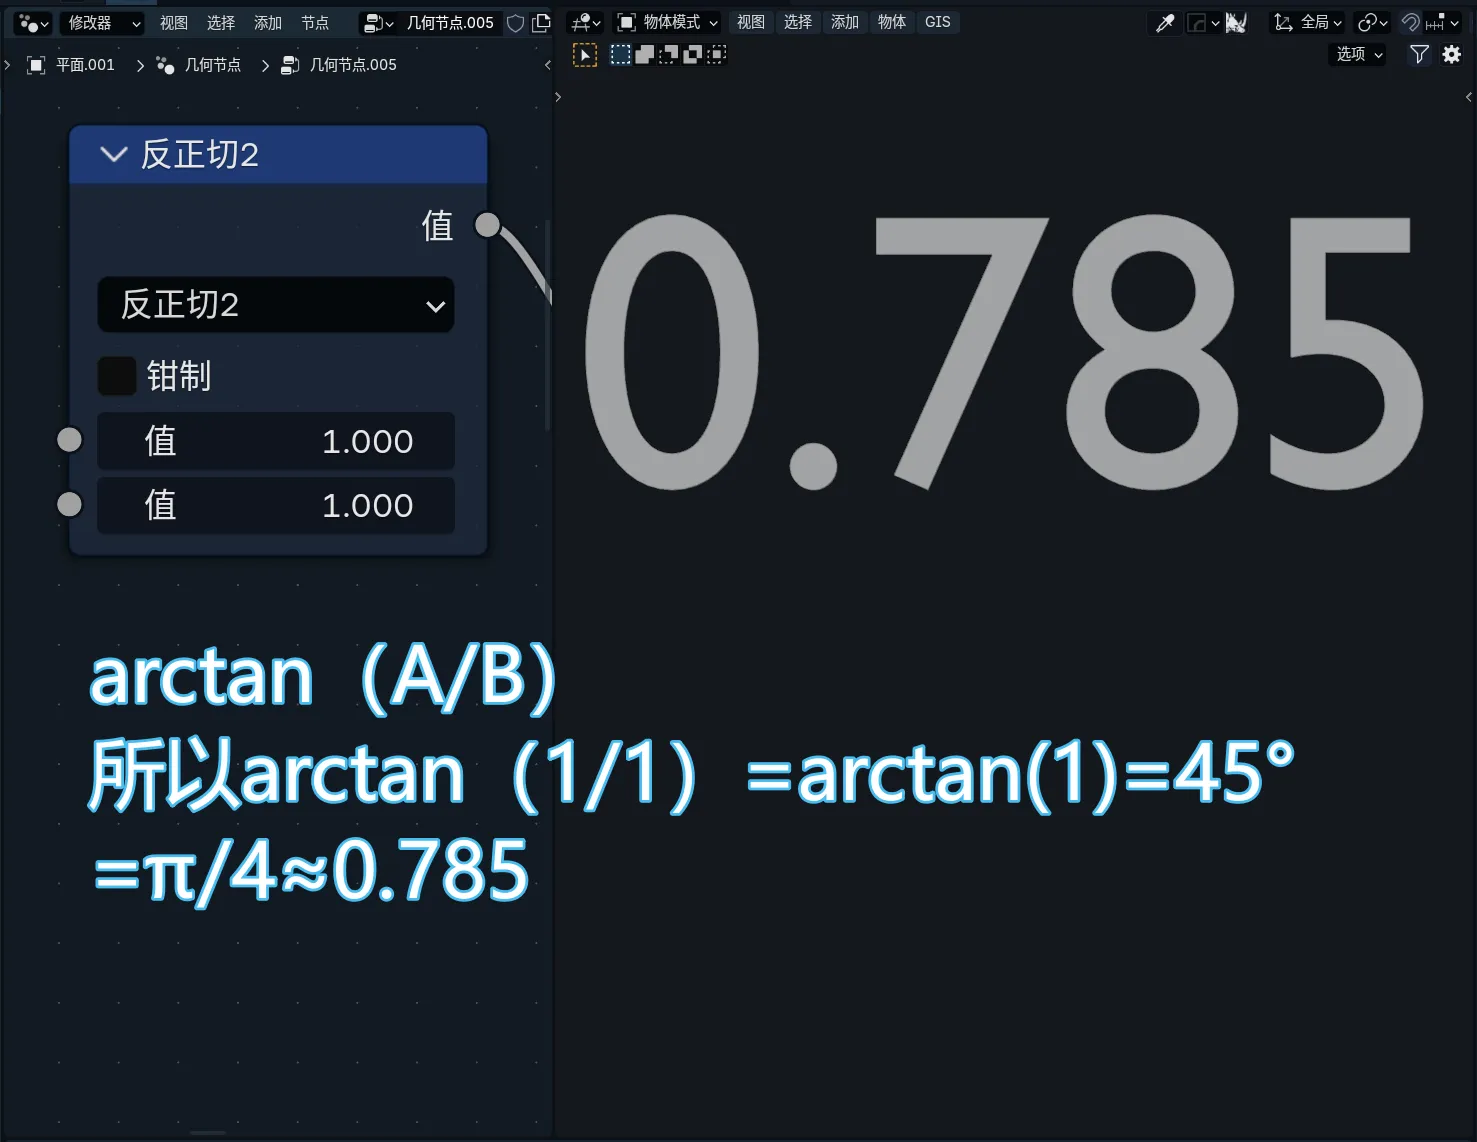 修改器 视图 选择 添加 节点 几何节点.005
物体模式 视图 选择 添加 物体 GIS 全局
选项
平面.001 几何节点 几何节点.005
反正切2
值
反正切2
钳制
值 1.000
值 1.000
0.785
arctan（A/B）
所以arctan（1/1）=arctan(1)=45°
=π/4≈0.785